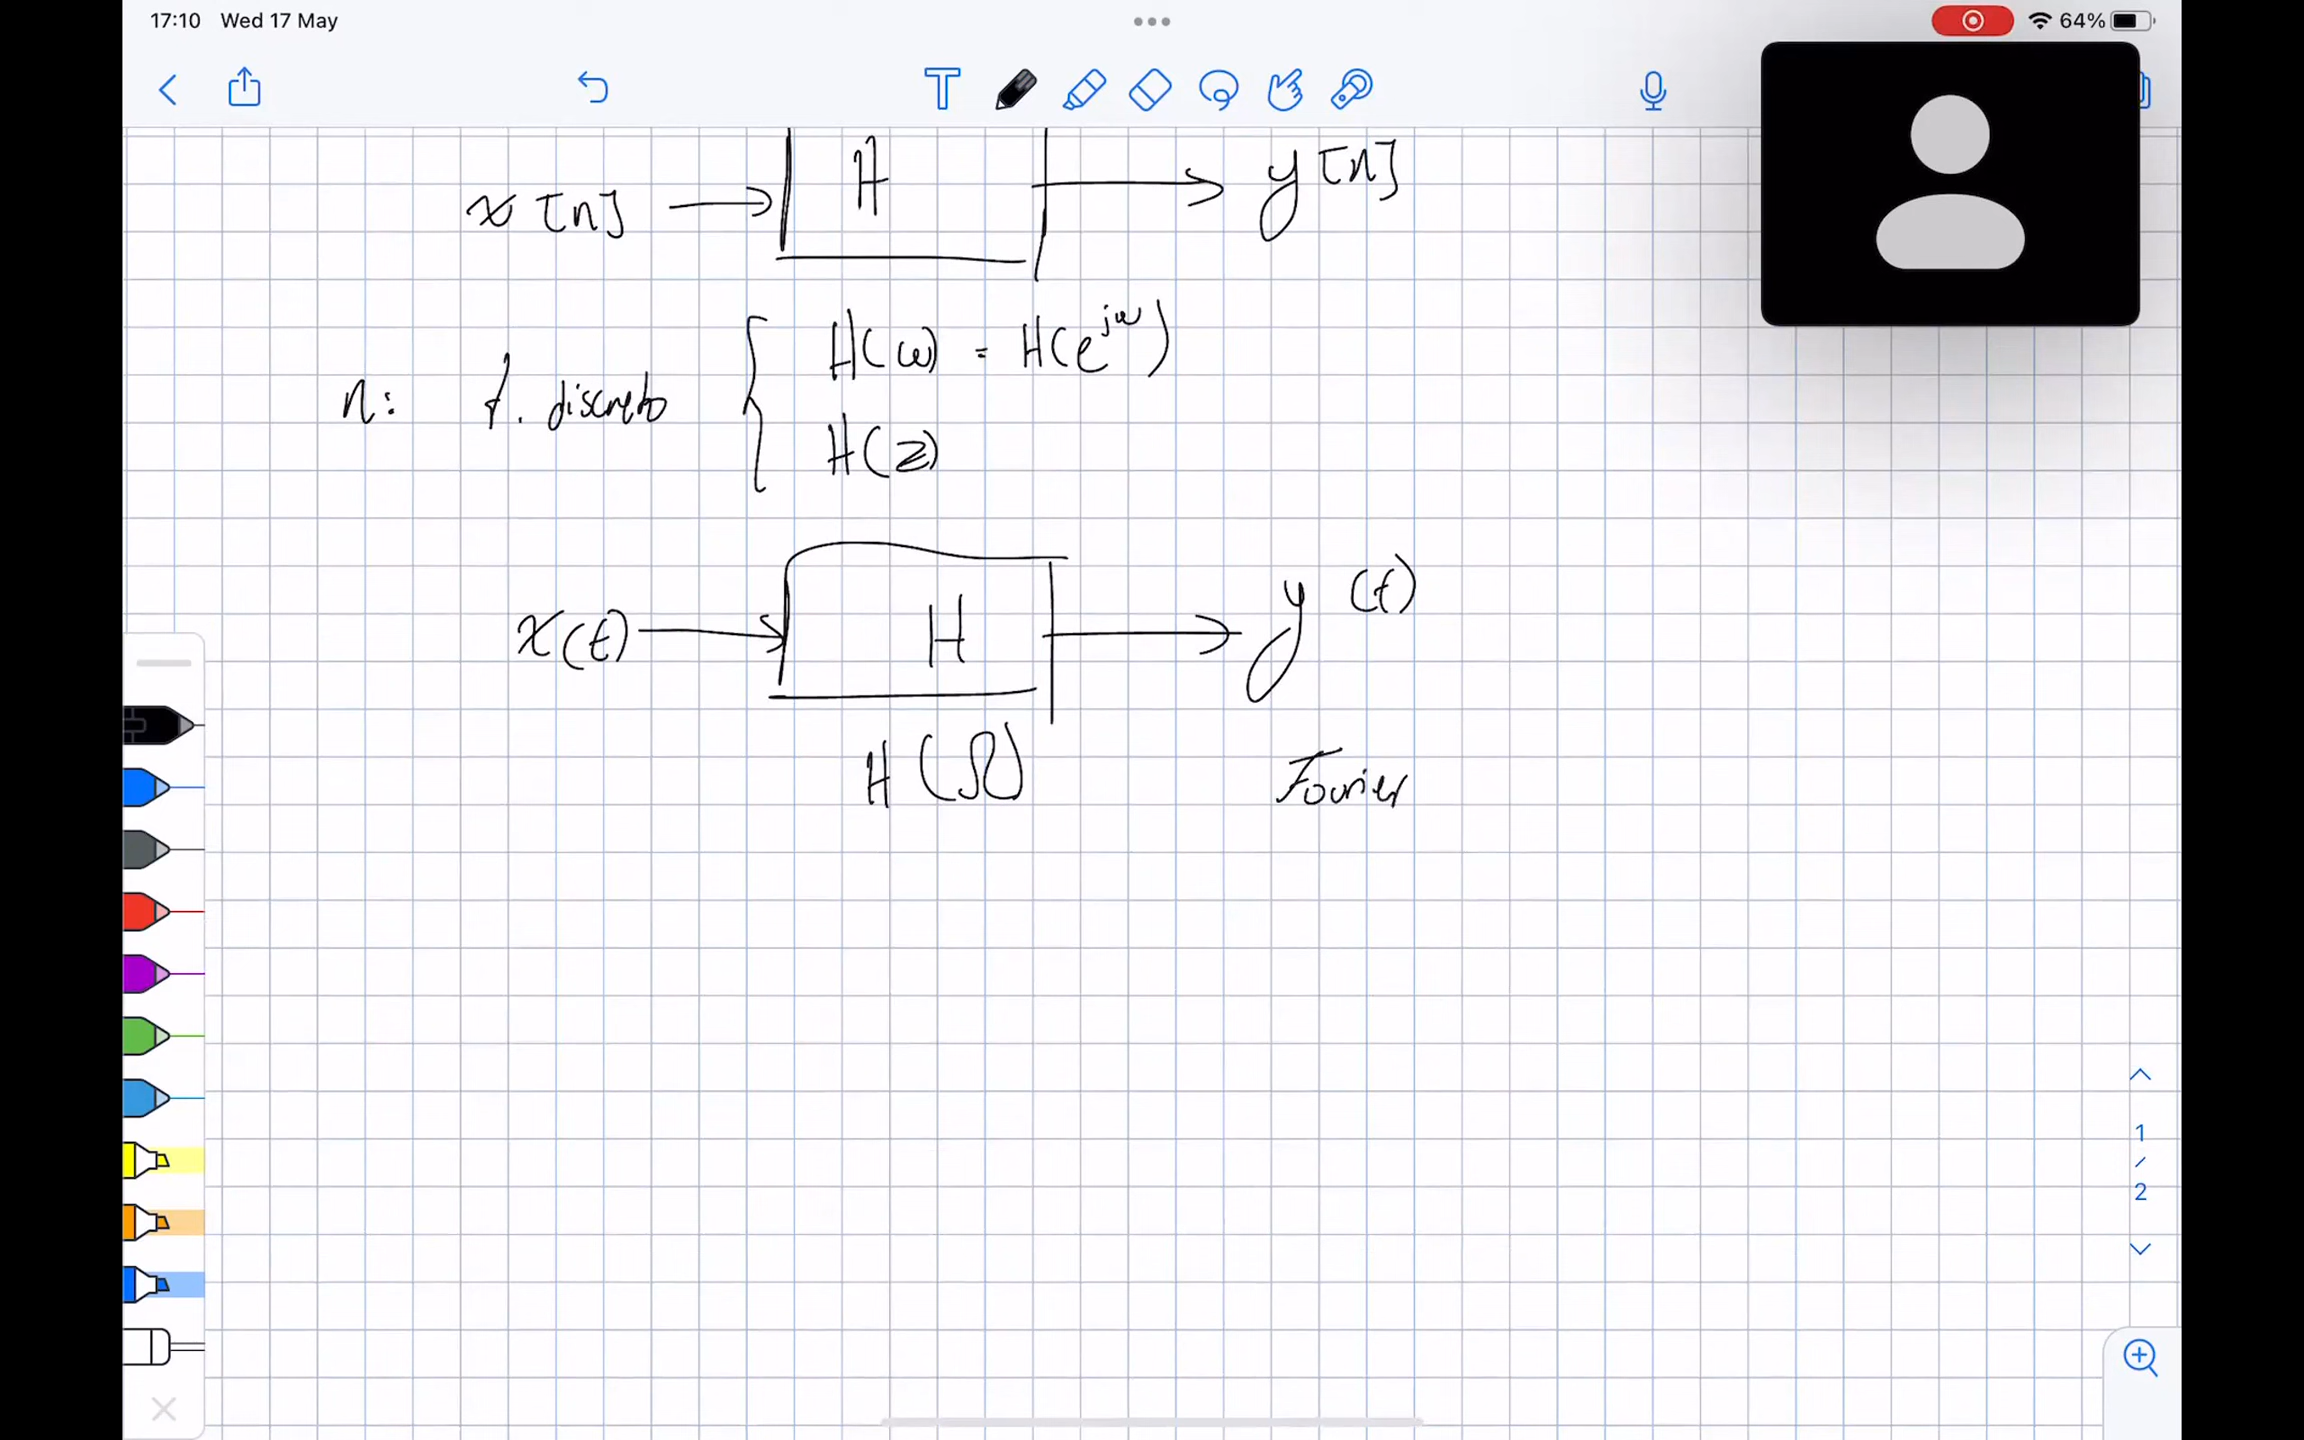 17:10 Wed 17 May 64%
T
x[n] → H → y[n]
n: t. discreto { H(ω) = H(e^{jω})
H(z)
x(t) → H → y(t)
H(Ω) Fourier
1
/
2